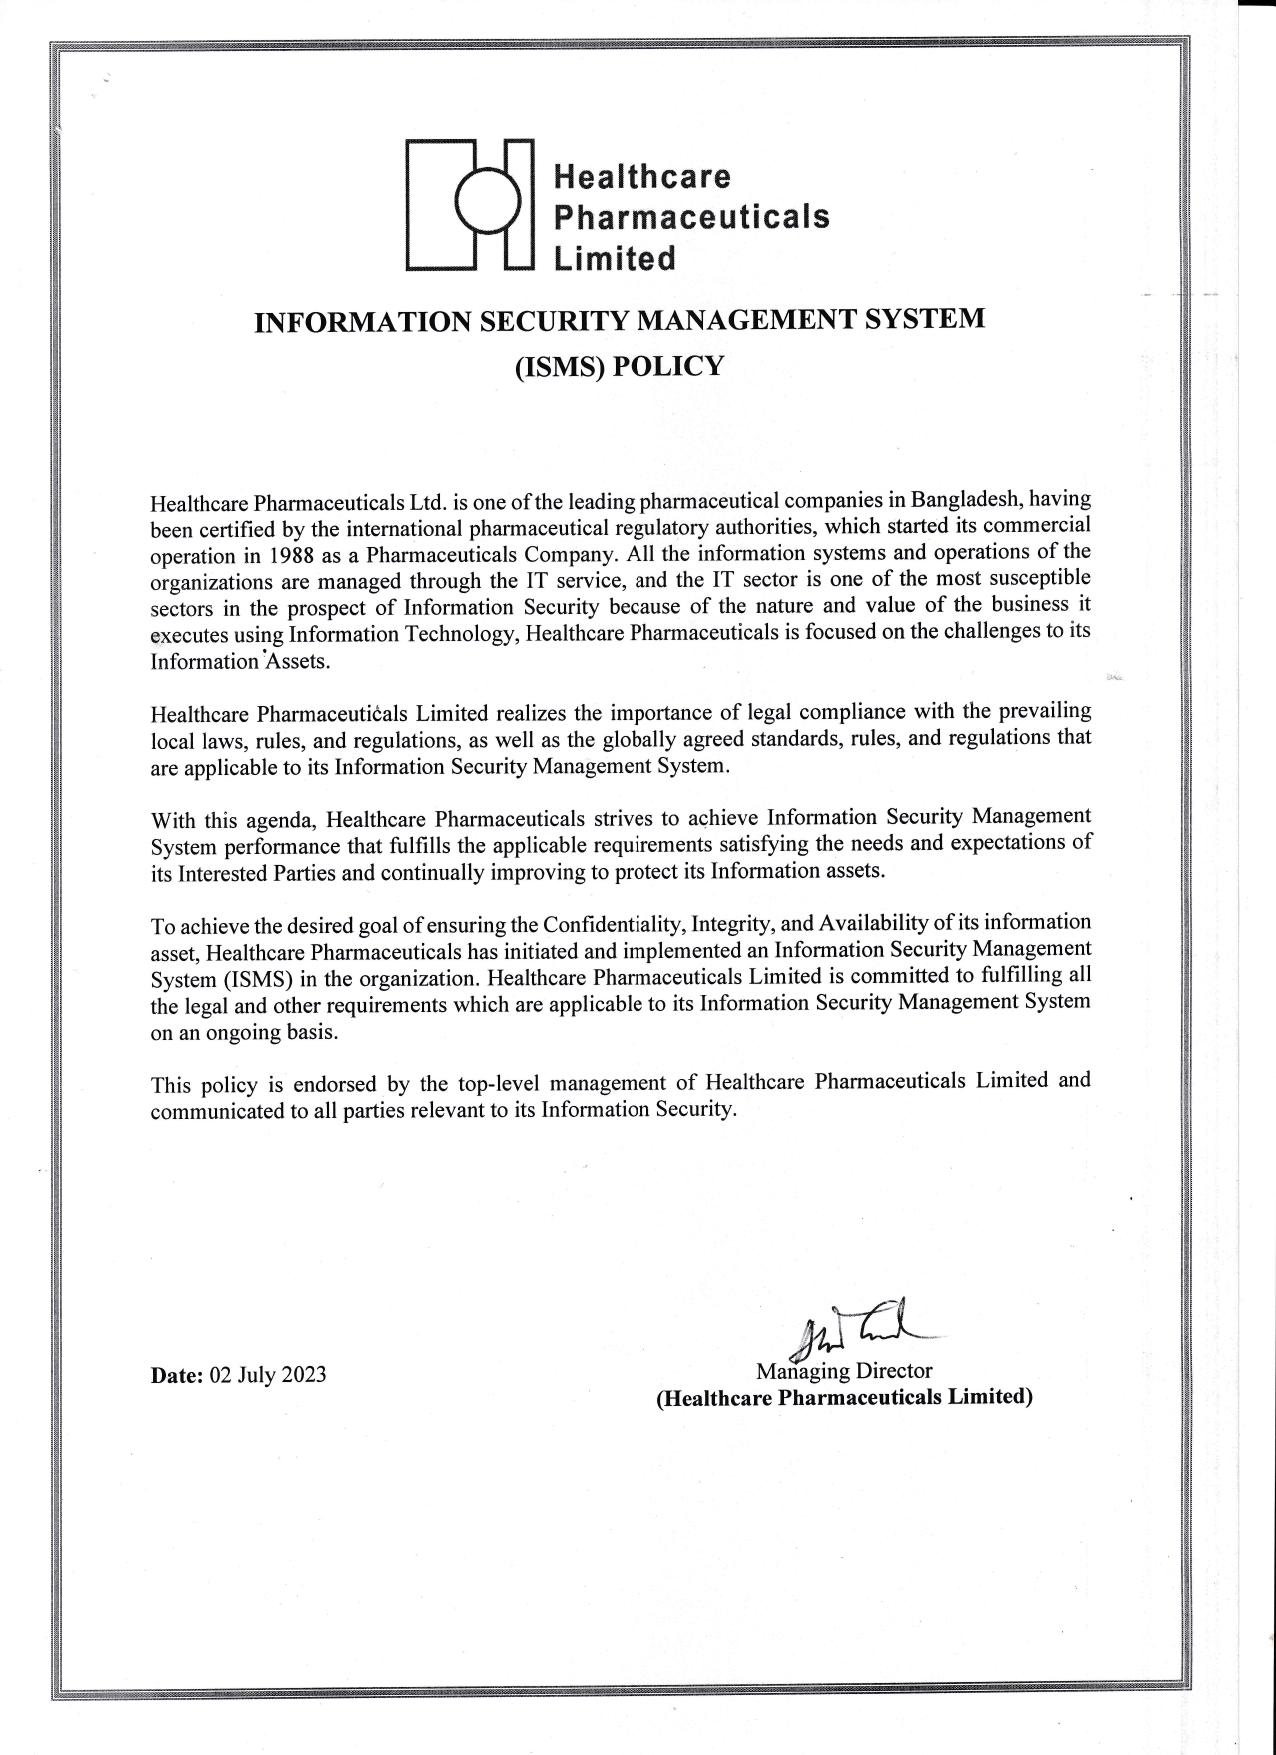 Healthcare
Pharmaceuticals
Limited
INFORMATION SECURITY MANAGEMENT SYSTEM
(ISMS) POLICY
Healthcare Pharmaceuticals Ltd. is one of the leading pharmaceutical companies in Bangladesh, having
been certified by the international pharmaceutical regulatory authorities, which started its commercial
operation in 1988 as a Pharmaceuticals Company. All the information systems and operations of the
organizations are managed through the IT service, and the IT sector is one of the most susceptible
sectors in the prospect of Information Security because of the nature and value of the business it
executes using Information Technology, Healthcare Pharmaceuticals is focused on the challenges to its
Information Assets.
Healthcare Pharmaceuticals Limited realizes the importance of legal compliance with the prevailing
local laws, rules, and regulations, as well as the globally agreed standards, rules, and regulations that
are applicable to its Information Security Management System.
With this agenda, Healthcare Pharmaceuticals strives to achieve Information Security Management
System performance that fulfills the applicable requirements satisfying the needs and expectations of
its Interested Parties and continually improving to protect its Information assets.
To achieve the desired goal of ensuring the Confidentiality, Integrity, and Availability of its information
asset, Healthcare Pharmaceuticals has initiated and implemented an Information Security Management
System (ISMS) in the organization. Healthcare Pharmaceuticals Limited is committed to fulfilling all
the legal and other requirements which are applicable to its Information Security Management System
on an ongoing basis.
This policy is endorsed by the top-level management of Healthcare Pharmaceuticals Limited and
communicated to all parties relevant to its Information Security.
Date: 02 July 2023
Managing Director
(Healthcare Pharmaceuticals Limited)